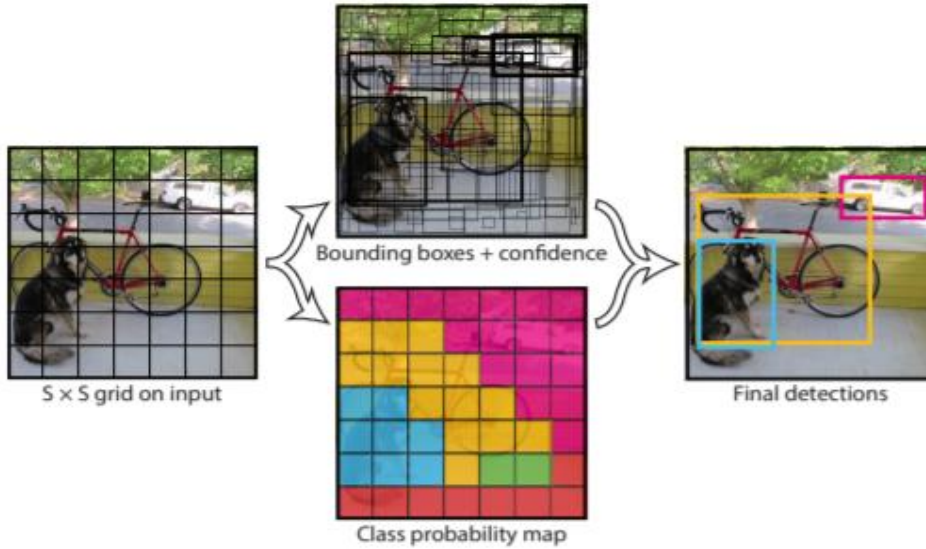 Bounding boxes + confidence
S × S grid on input
Final detections
Class probability map